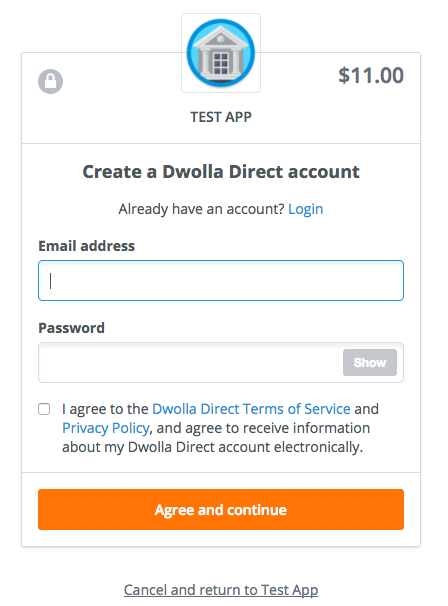 $11.00
TEST APP
Create a Dwolla Direct account
Already have an account? Login
Email address
Password
Show
I agree to the Dwolla Direct Terms of Service and
Privacy Policy, and agree to receive information
about my Dwolla Direct account electronically.
Agree and continue
Cancel and return to Test App